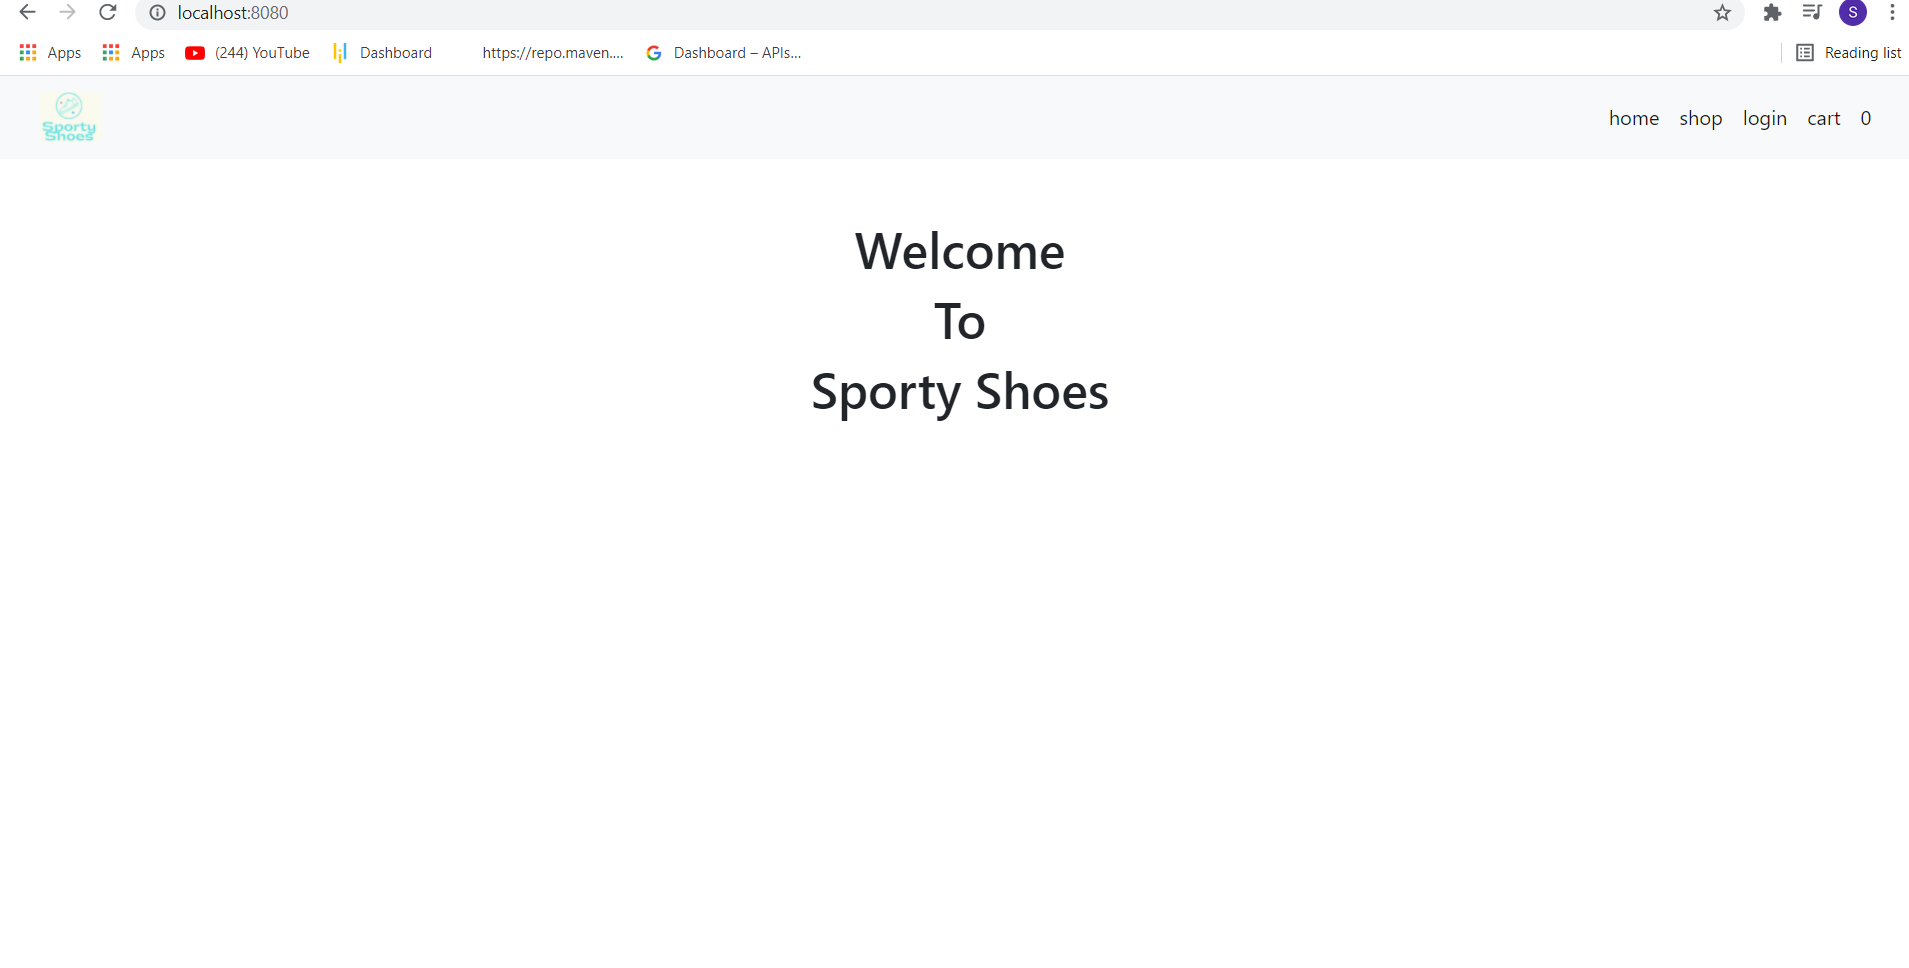 localhost:8080
S
Apps Apps (244) YouTube Dashboard https://repo.maven.... Dashboard – APIs... Reading list
Sporty
Shoes
home shop login cart 0
Welcome
To
Sporty Shoes